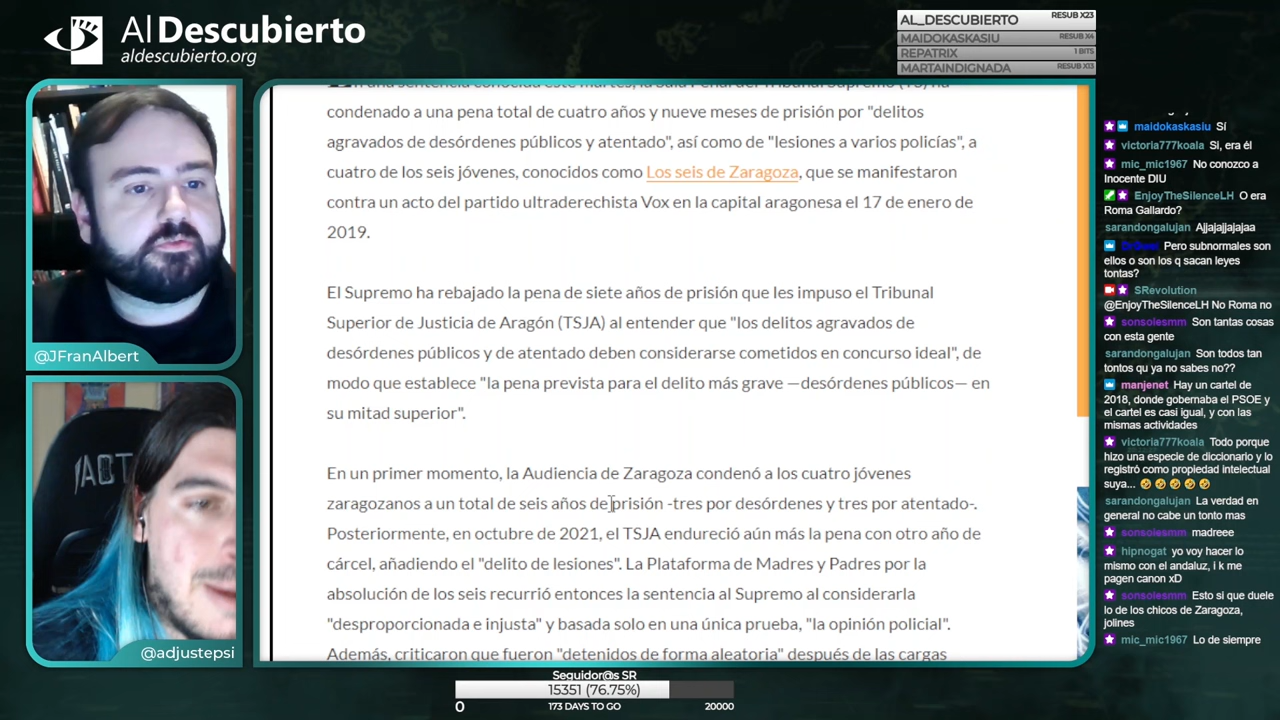 Al Descubierto
aldescubierto.org
AL_DESCUBIERTO RESUB X23
MAIDOKASKASIU RESUB X4
REPATRIX 1 BITS
MARTAINDIGNADA RESUB X13
@JFranAlbert
@adjustepsi
condenado a una pena total de cuatro años y nueve meses de prisión por "delitos
agravados de desórdenes públicos y atentado", así como de "lesiones a varios policías", a
cuatro de los seis jóvenes, conocidos como Los seis de Zaragoza, que se manifestaron
contra un acto del partido ultraderechista Vox en la capital aragonesa el 17 de enero de
2019.
El Supremo ha rebajado la pena de siete años de prisión que les impuso el Tribunal
Superior de Justicia de Aragón (TSJA) al entender que "los delitos agravados de
desórdenes públicos y de atentado deben considerarse cometidos en concurso ideal", de
modo que establece "la pena prevista para el delito más grave —desórdenes públicos— en
su mitad superior".
En un primer momento, la Audiencia de Zaragoza condenó a los cuatro jóvenes
zaragozanos a un total de seis años de prisión -tres por desórdenes y tres por atentado-.
Posteriormente, en octubre de 2021, el TSJA endureció aún más la pena con otro año de
cárcel, añadiendo el "delito de lesiones". La Plataforma de Madres y Padres por la
absolución de los seis recurrió entonces la sentencia al Supremo al considerarla
"desproporcionada e injusta" y basada solo en una única prueba, "la opinión policial".
Además, criticaron que fueron "detenidos de forma aleatoria" después de las cargas
maidokaskasiu Sí
victoria777koala Si, era él
mic_mic1967 No conozco a
Inocente DIU
EnjoyTheSilenceLH O era
Roma Gallardo?
sarandongalujan Ajjajajjajajaa
Pero subnormales son
ellos o son los q sacan leyes
tontas?
SRevolution
@EnjoyTheSilenceLH No Roma no
sonsolesmm Son tantas cosas
con esta gente
sarandongalujan Son todos tan
tontos qu ya no sabes no??
manjenet Hay un cartel de
2018, donde gobernaba el PSOE y
el cartel es casi igual, y con las
mismas actividades
victoria777koala Todo porque
hizo una especie de diccionario y lo
registró como propiedad intelectual
suya... 🤣🤣🤣🤣🤣
sarandongalujan La verdad en
general no cabe un tonto mas
sonsolesmm madreee
hipnogat yo voy hacer lo
mismo con el andaluz, i k me
pagen canon xD
sonsolesmm Esto si que duele
lo de los chicos de Zaragoza,
jolines
mic_mic1967 Lo de siempre
Seguidor@s SR
15351 (76.75%)
0 173 DAYS TO GO 20000